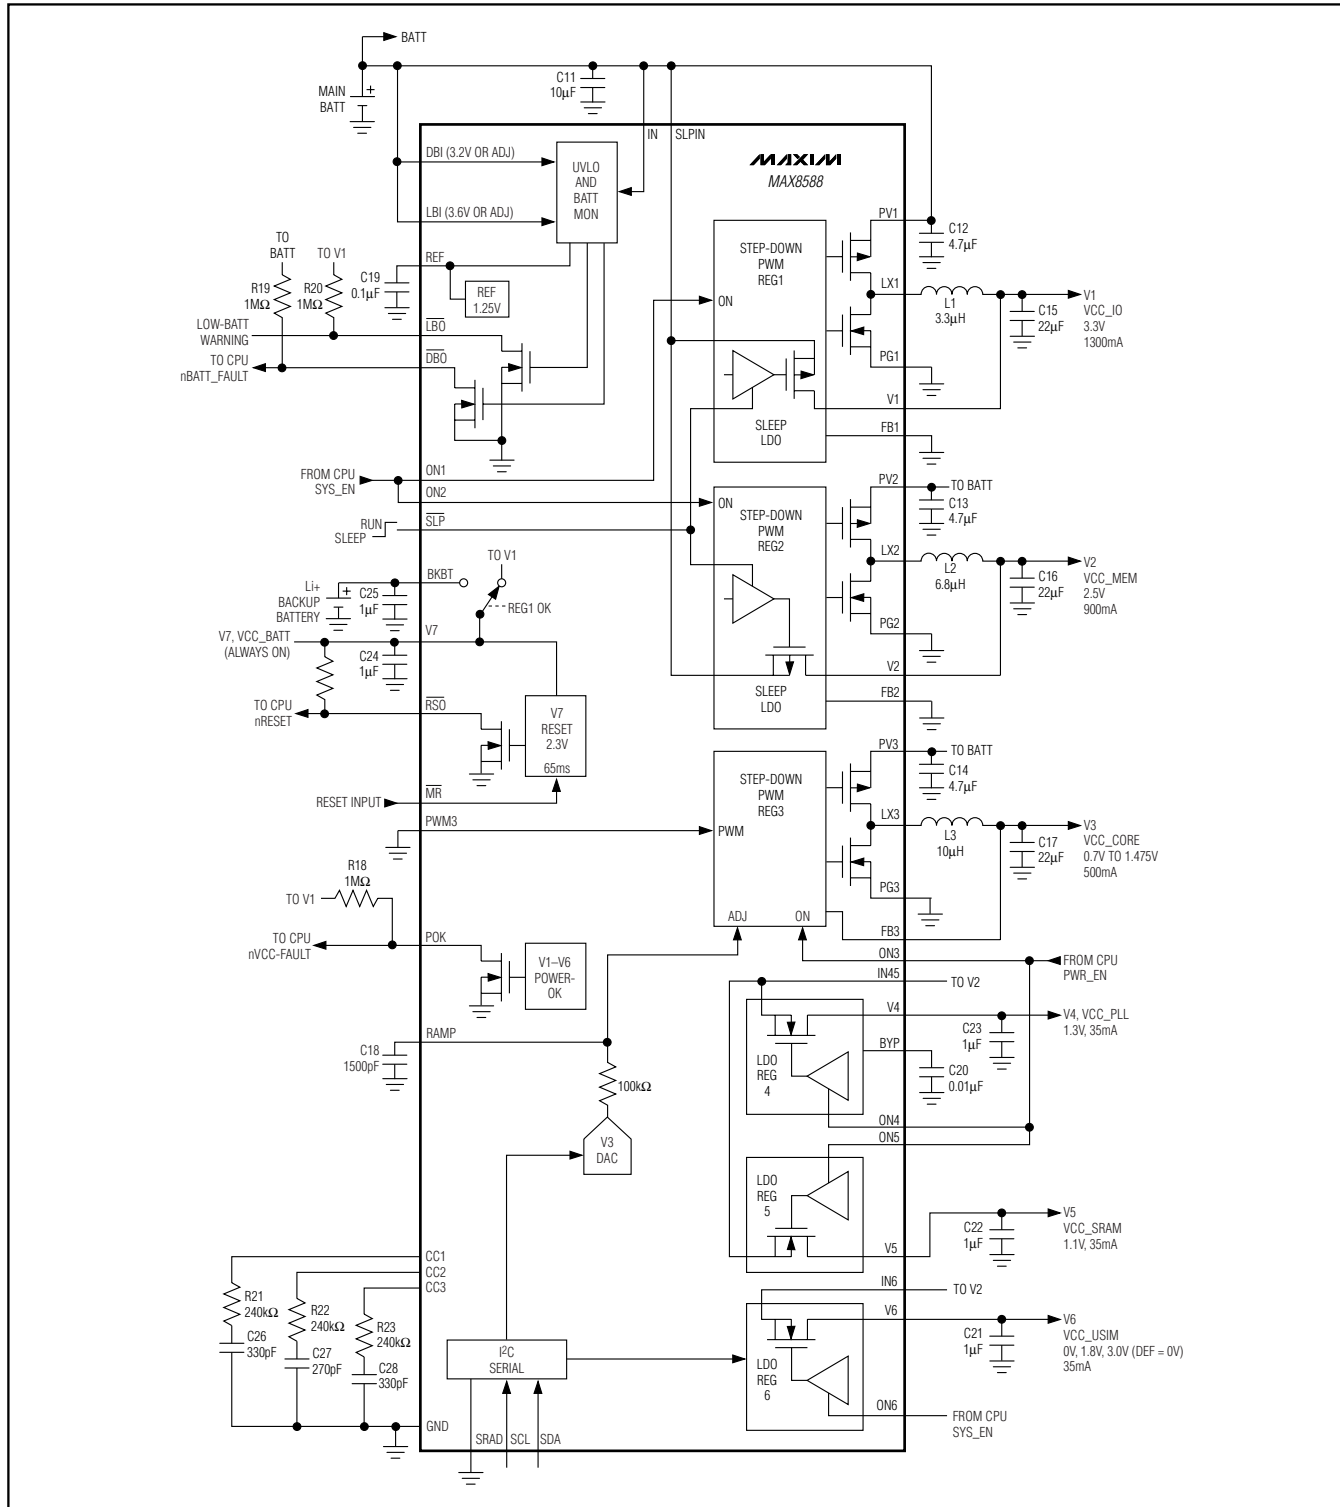 BATT
MAIN
BATT
+
C11
10µF
IN
SLPIN
DBI (3.2V OR ADJ)
UVLO
AND
BATT
MON
LBI (3.6V OR ADJ)
MAXIM
MAX8588
PV1
C12
4.7µF
STEP-DOWN
PWM
REG1
ON
LX1
L1
3.3µH
V1
VCC_IO
3.3V
1300mA
C15
22µF
PG1
V1
SLEEP
LDO
FB1
TO
BATT
TO V1
R19
1MΩ
R20
1MΩ
C19
0.1µF
REF
REF
1.25V
LOW-BATT
WARNING
LBO
TO CPU
nBATT_FAULT
DBO
FROM CPU
SYS_EN
ON1
ON2
RUN
SLEEP
SLP
PV2
TO BATT
C13
4.7µF
ON
STEP-DOWN
PWM
REG2
LX2
L2
6.8µH
V2
VCC_MEM
2.5V
900mA
C16
22µF
PG2
V2
SLEEP
LDO
FB2
Li+
BACKUP
BATTERY
+
C25
1µF
BKBT
TO V1
REG1 OK
V7, VCC_BATT
(ALWAYS ON)
C24
1µF
V7
TO CPU
nRESET
RSO
V7
RESET
2.3V
65ms
RESET INPUT
MR
PWM3
PV3
TO BATT
C14
4.7µF
STEP-DOWN
PWM
REG3
PWM
LX3
L3
10µH
V3
VCC_CORE
0.7V TO 1.475V
500mA
C17
22µF
PG3
ADJ
ON
FB3
R18
1MΩ
TO V1
TO CPU
nVCC-FAULT
POK
V1–V6
POWER-
OK
ON3
FROM CPU
PWR_EN
IN45
TO V2
C18
1500pF
RAMP
100kΩ
V3
DAC
V4
V4, VCC_PLL
1.3V, 35mA
C23
1µF
BYP
C20
0.01µF
LDO
REG
4
ON4
ON5
LDO
REG
5
V5
V5
VCC_SRAM
1.1V, 35mA
C22
1µF
IN6
TO V2
V6
V6
VCC_USIM
0V, 1.8V, 3.0V (DEF = 0V)
35mA
C21
1µF
LDO
REG
6
ON6
FROM CPU
SYS_EN
CC1
CC2
CC3
R21
240kΩ
R22
240kΩ
R23
240kΩ
C26
330pF
C27
270pF
C28
330pF
GND
I2C
SERIAL
SRAD
SCL
SDA